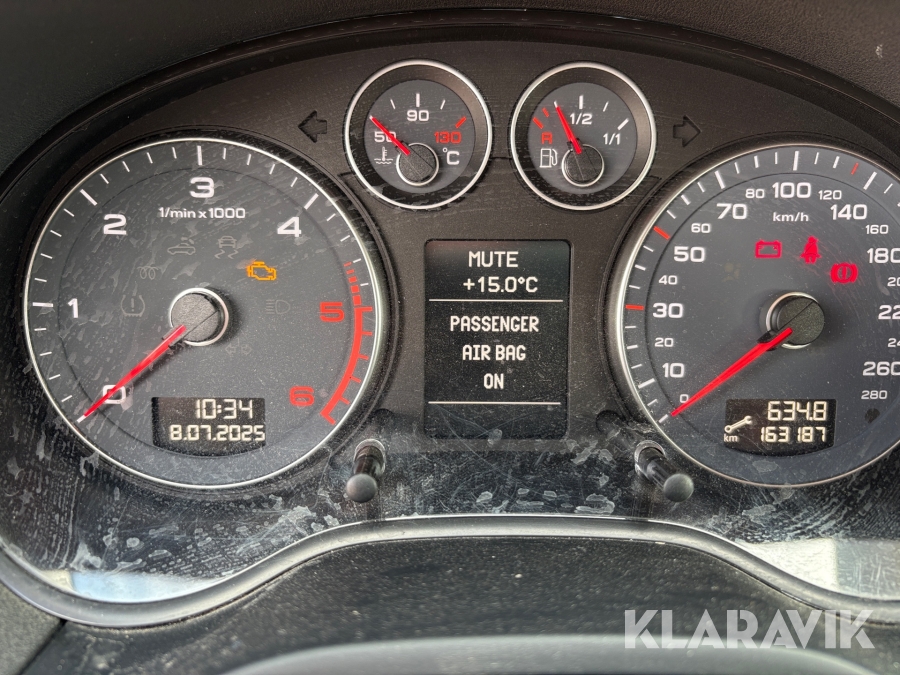 1/min x 1000
0
1
2
3
4
5
6
10:34
8.07.2025
50
90
130
°C
R
1/2
1/1
MUTE
+15.0°C
PASSENGER
AIR BAG
ON
km/h
0
10
20
30
40
50
60
70
80
100
120
140
160
180
260
280
634.8
km 163187
KLARAVIK